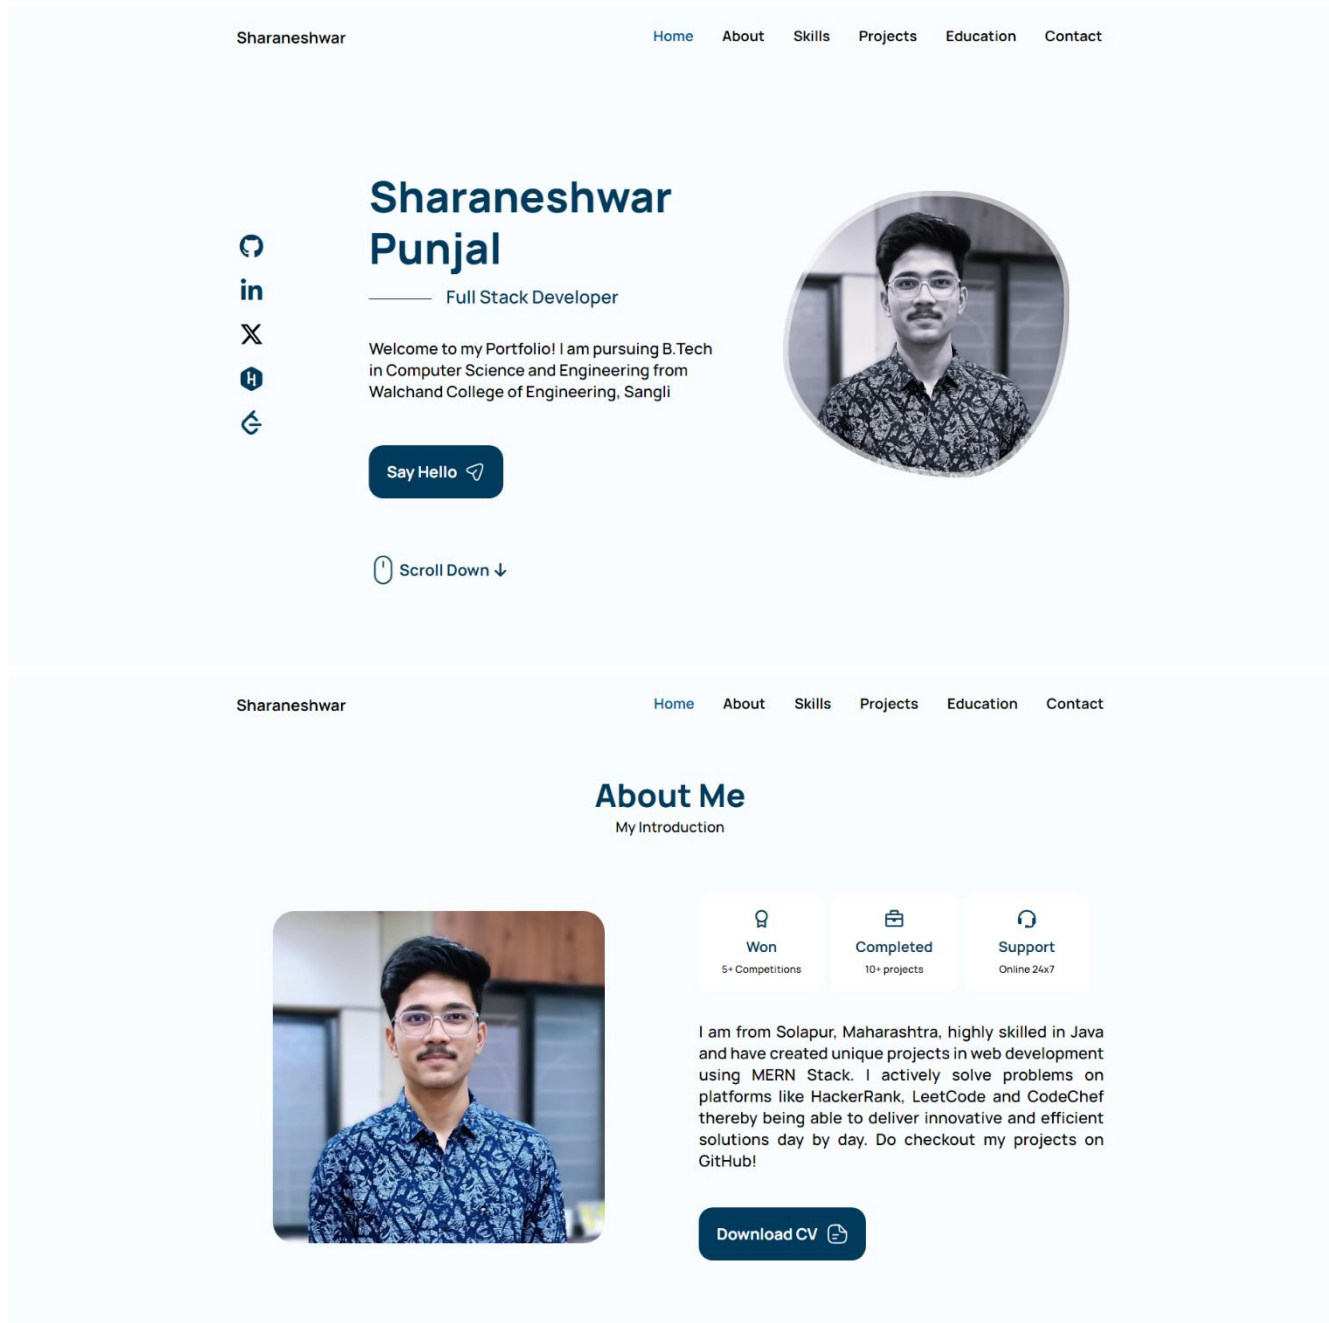 Sharaneshwar
Home About Skills Projects Education Contact
Sharaneshwar
Punjal
Full Stack Developer
Welcome to my Portfolio! I am pursuing B.Tech
in Computer Science and Engineering from
Walchand College of Engineering, Sangli
Say Hello
Scroll Down
Sharaneshwar
Home About Skills Projects Education Contact
About Me
My Introduction
Won
5+ Competitions
Completed
10+ projects
Support
Online 24x7
I am from Solapur, Maharashtra, highly skilled in Java
and have created unique projects in web development
using MERN Stack. I actively solve problems on
platforms like HackerRank, LeetCode and CodeChef
thereby being able to deliver innovative and efficient
solutions day by day. Do checkout my projects on
GitHub!
Download CV